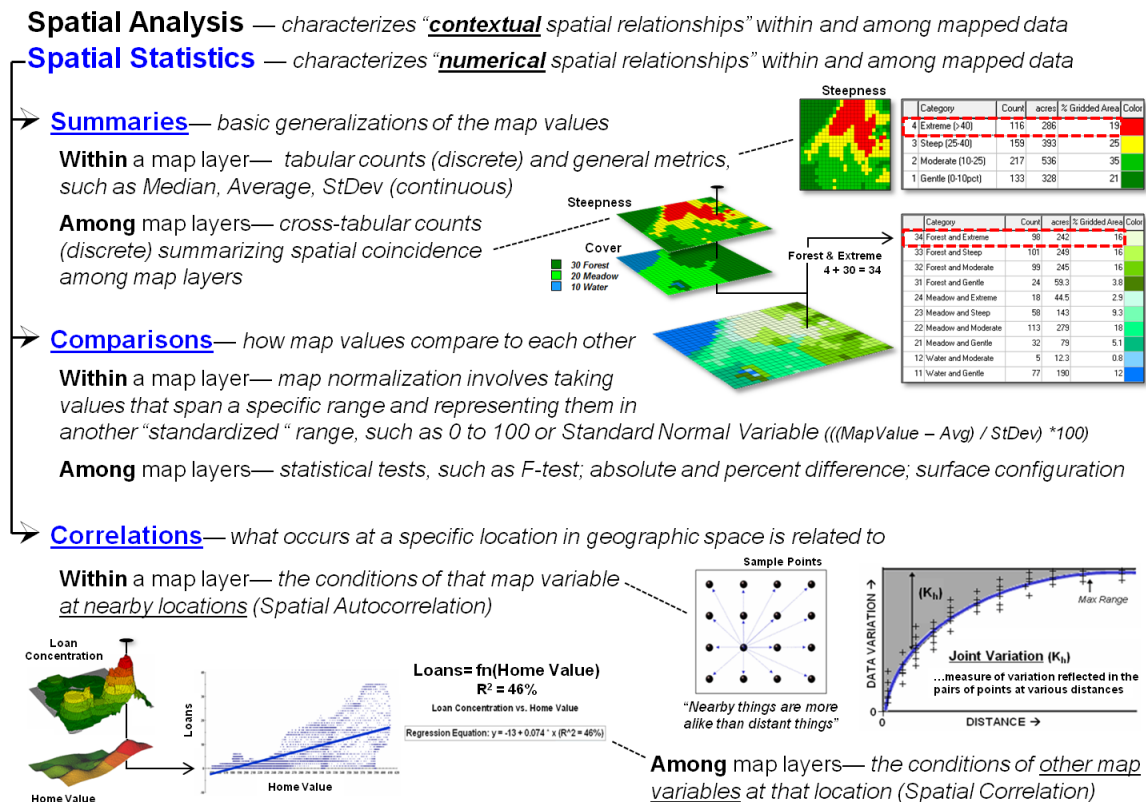 Spatial Analysis — characterizes “contextual spatial relationships” within and among mapped data
Spatial Statistics — characterizes “numerical spatial relationships” within and among mapped data
Summaries— basic generalizations of the map values
Within a map layer— tabular counts (discrete) and general metrics,
such as Median, Average, StDev (continuous)
Among map layers— cross-tabular counts
(discrete) summarizing spatial coincidence
among map layers
Steepness
Category Count acres % Gridded Area Color
4 Extreme (>40) 116 286 19
3 Steep (25-40) 159 393 25
2 Moderate (10-25) 217 536 35
1 Gentle (0-10pct) 133 328 21
Steepness
Cover
30 Forest
20 Meadow
10 Water
Forest & Extreme
4 + 30 = 34
Category Count acres % Gridded Area Color
34 Forest and Extreme 98 242 16
33 Forest and Steep 101 249 16
32 Forest and Moderate 99 245 16
31 Forest and Gentle 24 59.3 3.8
24 Meadow and Extreme 18 44.5 2.9
23 Meadow and Steep 58 143 9.3
22 Meadow and Moderate 113 279 18
21 Meadow and Gentle 32 79 5.1
12 Water and Moderate 5 12.3 0.8
11 Water and Gentle 77 190 12
Comparisons— how map values compare to each other
Within a map layer— map normalization involves taking
values that span a specific range and representing them in
another “standardized “ range, such as 0 to 100 or Standard Normal Variable (((MapValue – Avg) / StDev) *100)
Among map layers— statistical tests, such as F-test; absolute and percent difference; surface configuration
Correlations— what occurs at a specific location in geographic space is related to
Within a map layer— the conditions of that map variable
at nearby locations (Spatial Autocorrelation)
Sample Points
“Nearby things are more
alike than distant things”
DATA VARIATION →
(Kh)
Max Range
Joint Variation (Kh)
…measure of variation reflected in the
pairs of points at various distances
0
DISTANCE →
Loan
Concentration
Home Value
Loans
Home Value
Loans= fn(Home Value)
R² = 46%
Loan Concentration vs. Home Value
Regression Equation: y = -13 + 0.074 * x (R^2 = 46%)
Among map layers— the conditions of other map
variables at that location (Spatial Correlation)